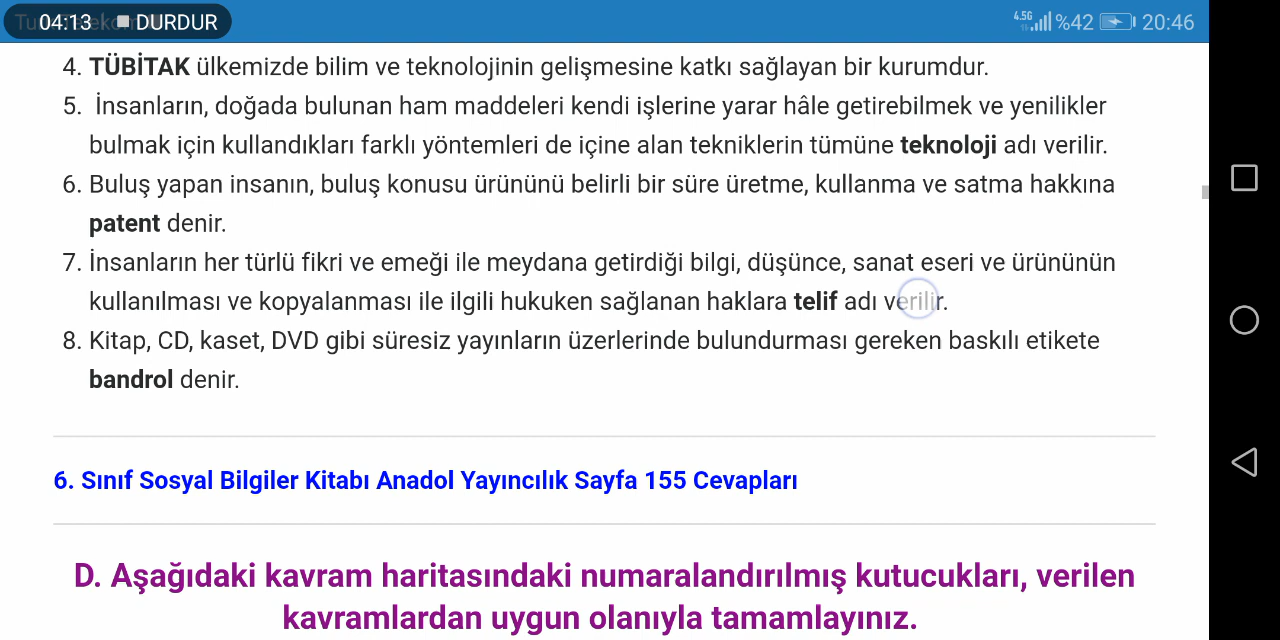 04:13 DURDUR 4.5G %42 20:46
4. TÜBİTAK ülkemizde bilim ve teknolojinin gelişmesine katkı sağlayan bir kurumdur.
5. İnsanların, doğada bulunan ham maddeleri kendi işlerine yarar hâle getirebilmek ve yenilikler
bulmak için kullandıkları farklı yöntemleri de içine alan tekniklerin tümüne teknoloji adı verilir.
6. Buluş yapan insanın, buluş konusu ürününü belirli bir süre üretme, kullanma ve satma hakkına
patent denir.
7. İnsanların her türlü fikri ve emeği ile meydana getirdiği bilgi, düşünce, sanat eseri ve ürününün
kullanılması ve kopyalanması ile ilgili hukuken sağlanan haklara telif adı verilir.
8. Kitap, CD, kaset, DVD gibi süresiz yayınların üzerlerinde bulundurması gereken baskılı etikete
bandrol denir.
6. Sınıf Sosyal Bilgiler Kitabı Anadol Yayıncılık Sayfa 155 Cevapları
D. Aşağıdaki kavram haritasındaki numaralandırılmış kutucukları, verilen
kavramlardan uygun olanıyla tamamlayınız.